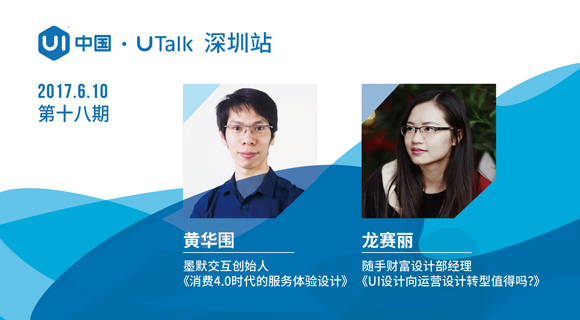 UI中国 · UTalk 深圳站
2017.6.10
第十八期
黄华围
墨默交互创始人
《消费4.0时代的服务体验设计》
龙赛丽
随手财富设计部经理
《UI设计向运营设计转型值得吗?》